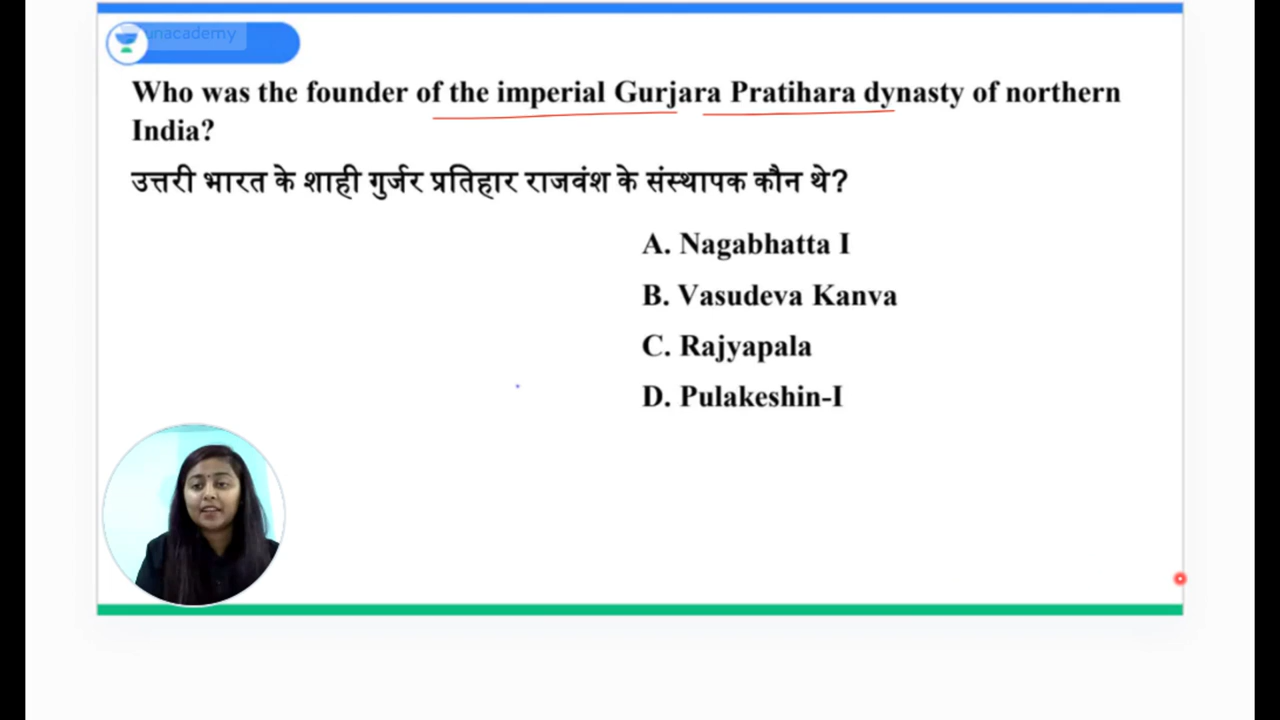 unacademy
Who was the founder of the imperial Gurjara Pratihara dynasty of northern
India?
उत्तरी भारत के शाही गुर्जर प्रतिहार राजवंश के संस्थापक कौन थे?
A. Nagabhatta I
B. Vasudeva Kanva
C. Rajyapala
D. Pulakeshin-I